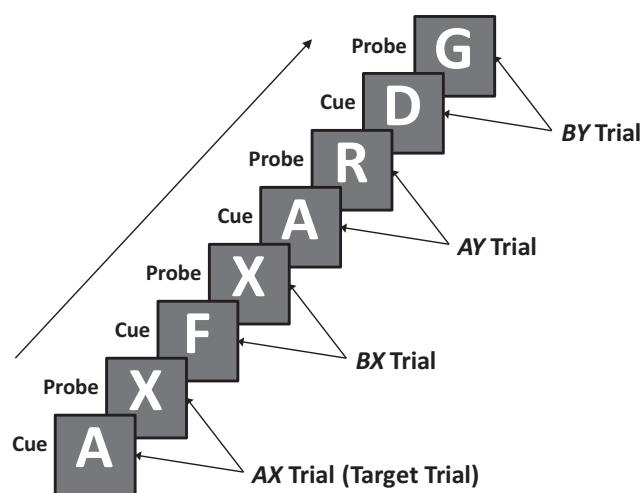 Probe G
Cue D
BY Trial
Probe R
Cue A
AY Trial
Probe X
Cue F
BX Trial
Probe X
Cue A
AX Trial (Target Trial)